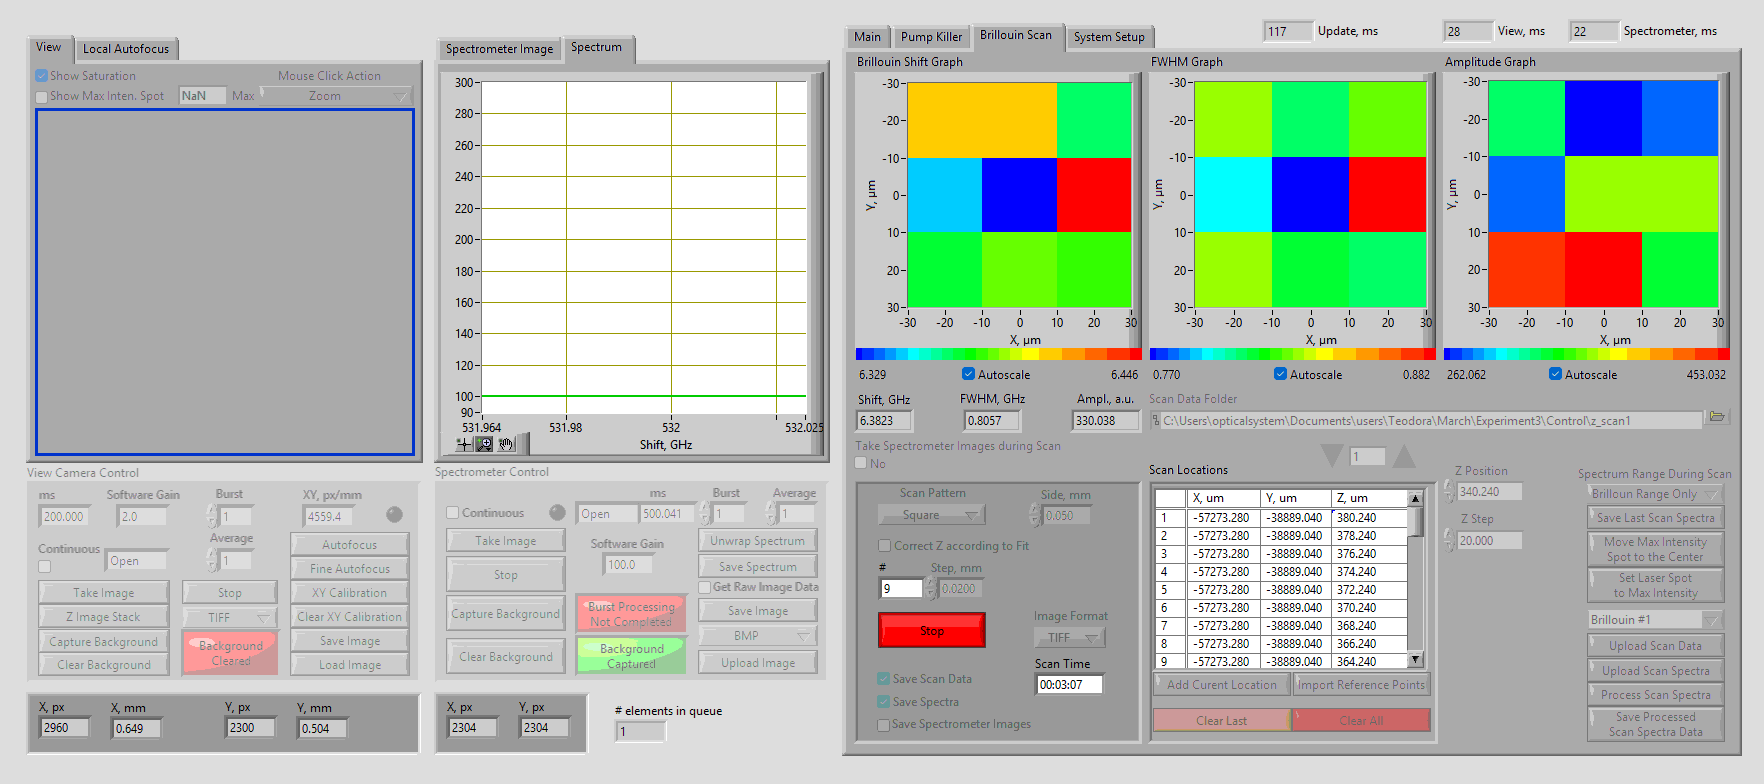 View
Local Autofocus
Show Saturation
Mouse Click Action
Show Max Inten. Spot
NaN
Max
Zoom
View Camera Control
ms
Software Gain
Burst
XY, px/mm
200.000
2.0
1
4559.4
Average
Continuous
Open
1
Autofocus
Fine Autofocus
Take Image
Stop
XY Calibration
Z Image Stack
TIFF
Clear XY Calibration
Capture Background
Background
Cleared
Save Image
Clear Background
Load Image
X, px
X, mm
Y, px
Y, mm
2960
0.649
2300
0.504
Spectrometer Image
Spectrum
300
280
260
240
220
200
180
160
140
120
100
90
531.964
531.98
532
532.025
Shift, GHz
Spectrometer Control
ms
Burst
Average
Continuous
Open
500.041
1
1
Take Image
Software Gain
Unwrap Spectrum
Stop
100.0
Save Spectrum
Get Raw Image Data
Capture Background
Burst Processing
Not Completed
Save Image
BMP
Clear Background
Background
Captured
Upload Image
X, px
Y, px
2304
2304
# elements in queue
1
117
Update, ms
28
View, ms
22
Spectrometer, ms
Main
Pump Killer
Brillouin Scan
System Setup
Brillouin Shift Graph
-30
-20
-10
0
10
20
30
Y, µm
-30
-20
-10
0
10
20
30
X, µm
6.329
Autoscale
6.446
FWHM Graph
-30
-20
-10
0
10
20
30
Y, µm
-30
-20
-10
0
10
20
30
X, µm
0.770
Autoscale
0.882
Amplitude Graph
-30
-20
-10
0
10
20
30
Y, µm
-30
-20
-10
0
10
20
30
X, µm
262.062
Autoscale
453.032
Shift, GHz
FWHM, GHz
Ampl., a.u.
6.3823
0.8057
330.038
Scan Data Folder
C:\Users\opticalsystem\Documents\users\Teodora\March\Experiment3\Control\z_scan1
Take Spectrometer Images during Scan
No
Scan Pattern
Side, mm
Square
0.050
Correct Z according to Fit
#
Step, mm
9
0.0200
Stop
Image Format
TIFF
Scan Time
00:03:07
Save Scan Data
Save Spectra
Save Spectrometer Images
1
Scan Locations
X, um Y, um Z, um
1 -57273.280 -38889.040 380.240
2 -57273.280 -38889.040 378.240
3 -57273.280 -38889.040 376.240
4 -57273.280 -38889.040 374.240
5 -57273.280 -38889.040 372.240
6 -57273.280 -38889.040 370.240
7 -57273.280 -38889.040 368.240
8 -57273.280 -38889.040 366.240
9 -57273.280 -38889.040 364.240
Add Curent Location
Import Reference Points
Clear Last
Clear All
Z Position
340.240
Z Step
20.000
Spectrum Range During Scan
Brilloun Range Only
Save Last Scan Spectra
Move Max Intensity
Spot to the Center
Set Laser Spot
to Max Intensity
Brillouin #1
Upload Scan Data
Upload Scan Spectra
Process Scan Spectra
Save Processed
Scan Spectra Data